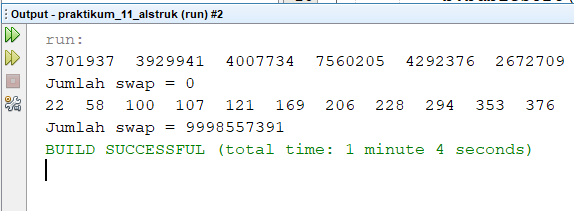 Output - praktikum_11_alstruk (run) #2
run:
3701937 3929941 4007734 7560205 4292376 2672709
Jumlah swap = 0
22 58 100 107 121 169 206 228 294 353 376
Jumlah swap = 9998557391
BUILD SUCCESSFUL (total time: 1 minute 4 seconds)